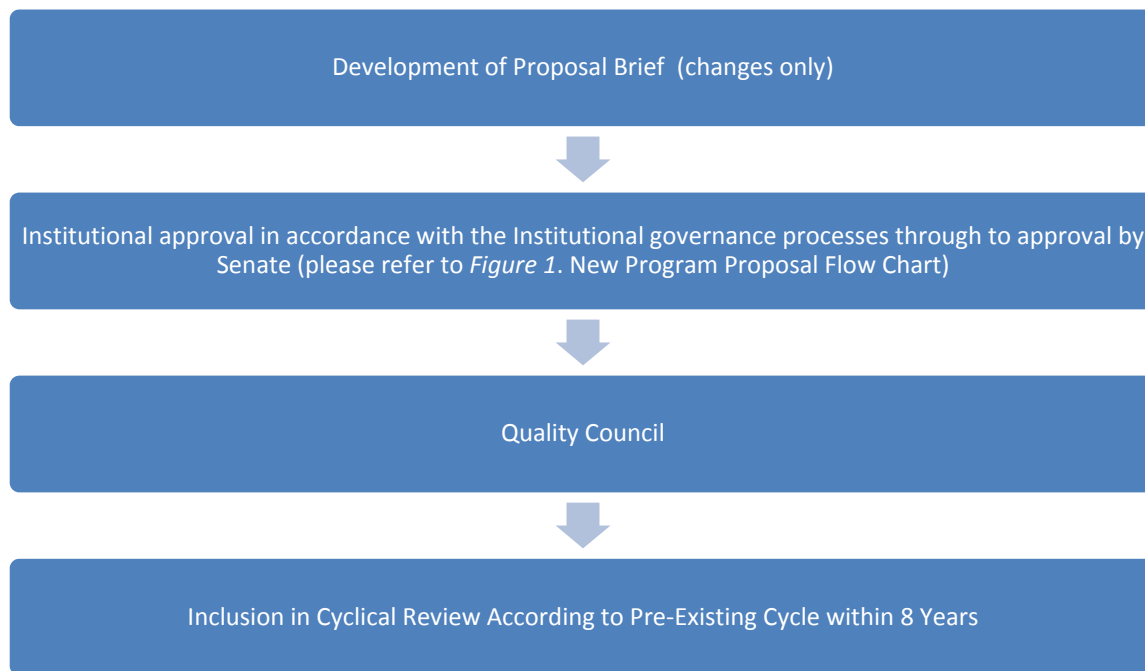 Development of Proposal Brief  (changes only)
Institutional approval in accordance with the Institutional governance processes through to approval by
Senate (please refer to Figure 1. New Program Proposal Flow Chart)
Quality Council
Inclusion in Cyclical Review According to Pre-Existing Cycle within 8 Years